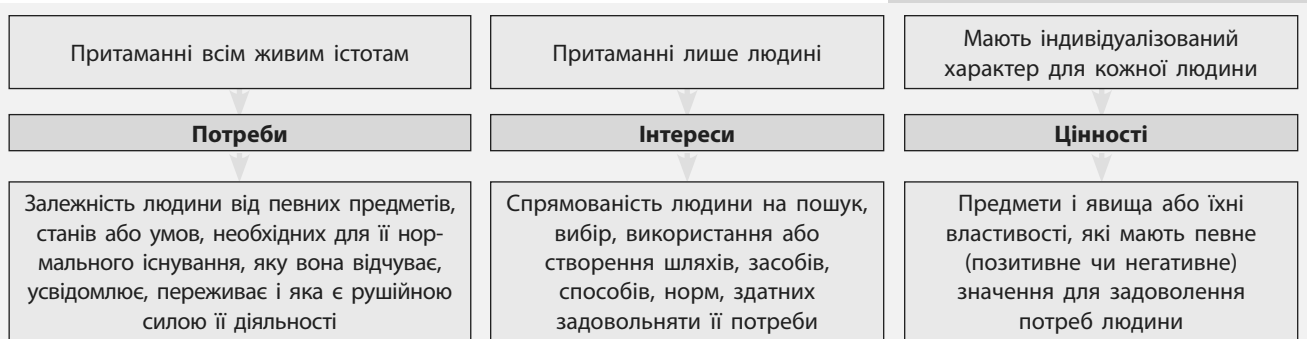 Притаманні всім живим істотам
Потреби
Залежність людини від певних предметів,
станів або умов, необхідних для її нор-
мального існування, яку вона відчуває,
усвідомлює, переживає і яка є рушійною
силою її діяльності
Притаманні лише людині
Інтереси
Спрямованість людини на пошук,
вибір, використання або
створення шляхів, засобів,
способів, норм, здатних
задовольняти її потреби
Мають індивідуалізований
характер для кожної людини
Цінності
Предмети і явища або їхні
властивості, які мають певне
(позитивне чи негативне)
значення для задоволення
потреб людини